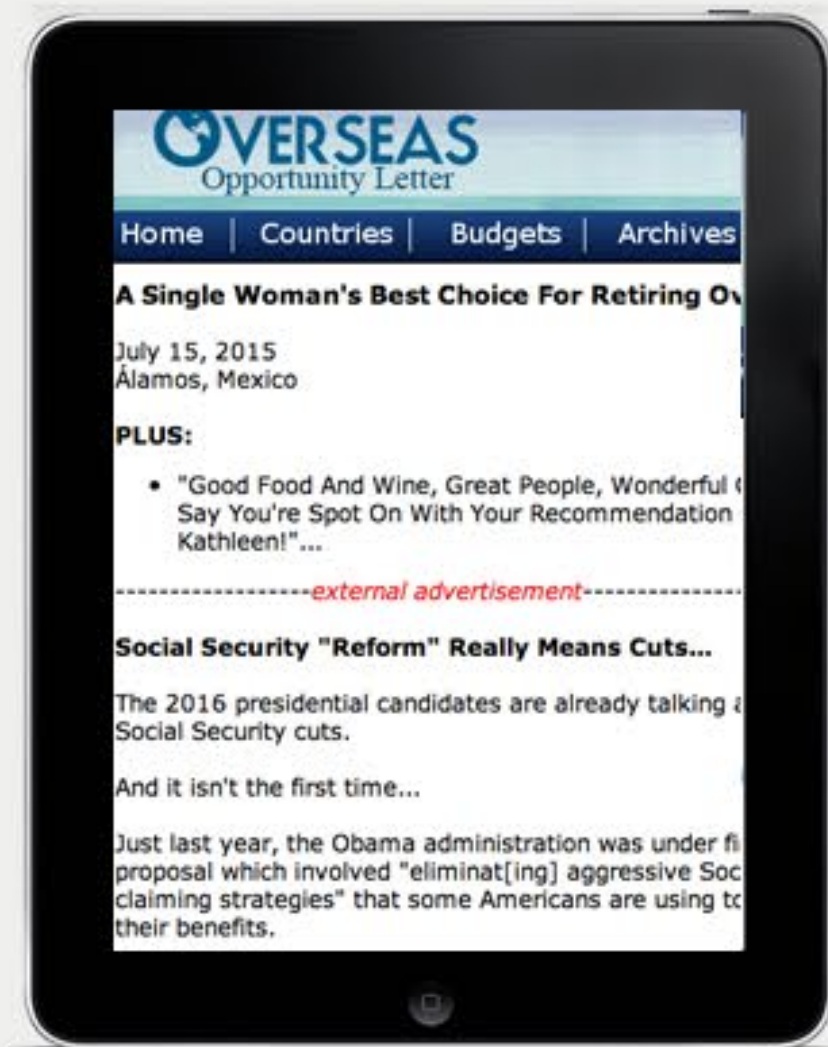 OVERSEAS
Opportunity Letter
Home | Countries | Budgets | Archives
A Single Woman's Best Choice For Retiring
July 15, 2015
Álamos, Mexico
PLUS:
• "Good Food And Wine, Great People, Wonderful
Say You're Spot On With Your Recommendation
Kathleen!"...
------------------external advertisement---------------
Social Security "Reform" Really Means Cuts...
The 2016 presidential candidates are already talking
Social Security cuts.
And it isn't the first time...
Just last year, the Obama administration was under
proposal which involved "eliminat[ing] aggressive
claiming strategies" that some Americans are using
their benefits.